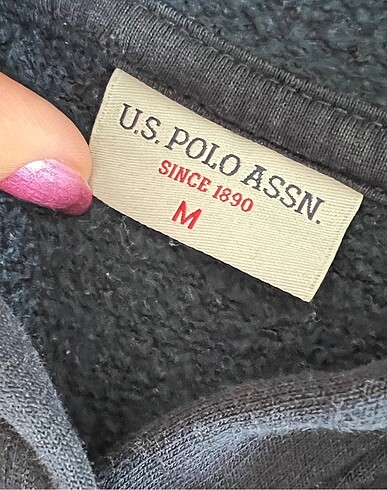 U.S. POLO ASSN.
SINCE 1890
M